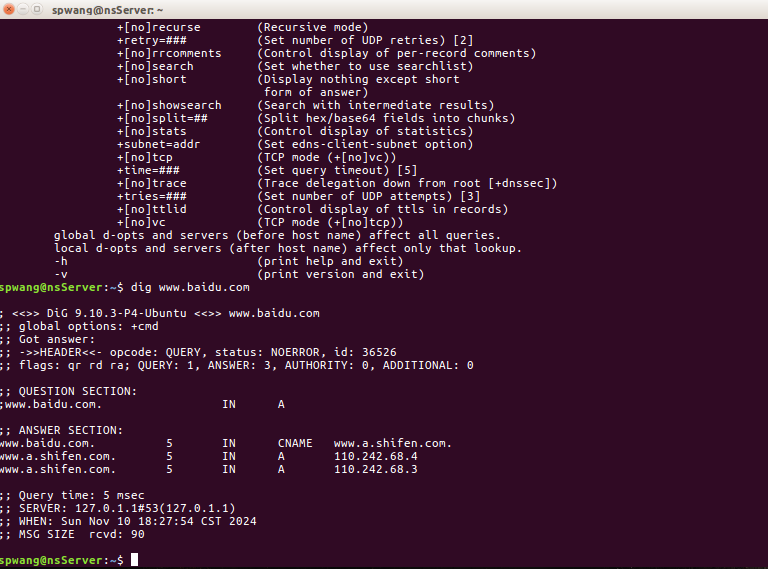 spwang@nsServer: ~
+[no]recurse (Recursive mode)
+retry=### (Set number of UDP retries) [2]
+[no]rrcomments (Control display of per-record comments)
+[no]search (Set whether to use searchlist)
+[no]short (Display nothing except short
form of answer)
+[no]showsearch (Search with intermediate results)
+[no]split=## (Split hex/base64 fields into chunks)
+[no]stats (Control display of statistics)
+subnet=addr (Set edns-client-subnet option)
+[no]tcp (TCP mode (+[no]vc))
+time=### (Set query timeout) [5]
+[no]trace (Trace delegation down from root [+dnssec])
+tries=### (Set number of UDP attempts) [3]
+[no]ttlid (Control display of ttls in records)
+[no]vc (TCP mode (+[no]tcp))
global d-opts and servers (before host name) affect all queries.
local d-opts and servers (after host name) affect only that lookup.
-h (print help and exit)
-v (print version and exit)
spwang@nsServer:~$ dig www.baidu.com
; <<>> DiG 9.10.3-P4-Ubuntu <<>> www.baidu.com
;; global options: +cmd
;; Got answer:
;; ->>HEADER<<- opcode: QUERY, status: NOERROR, id: 36526
;; flags: qr rd ra; QUERY: 1, ANSWER: 3, AUTHORITY: 0, ADDITIONAL: 0
;; QUESTION SECTION:
;www.baidu.com. IN A
;; ANSWER SECTION:
www.baidu.com. 5 IN CNAME www.a.shifen.com.
www.a.shifen.com. 5 IN A 110.242.68.4
www.a.shifen.com. 5 IN A 110.242.68.3
;; Query time: 5 msec
;; SERVER: 127.0.1.1#53(127.0.1.1)
;; WHEN: Sun Nov 10 18:27:54 CST 2024
;; MSG SIZE rcvd: 90
spwang@nsServer:~$